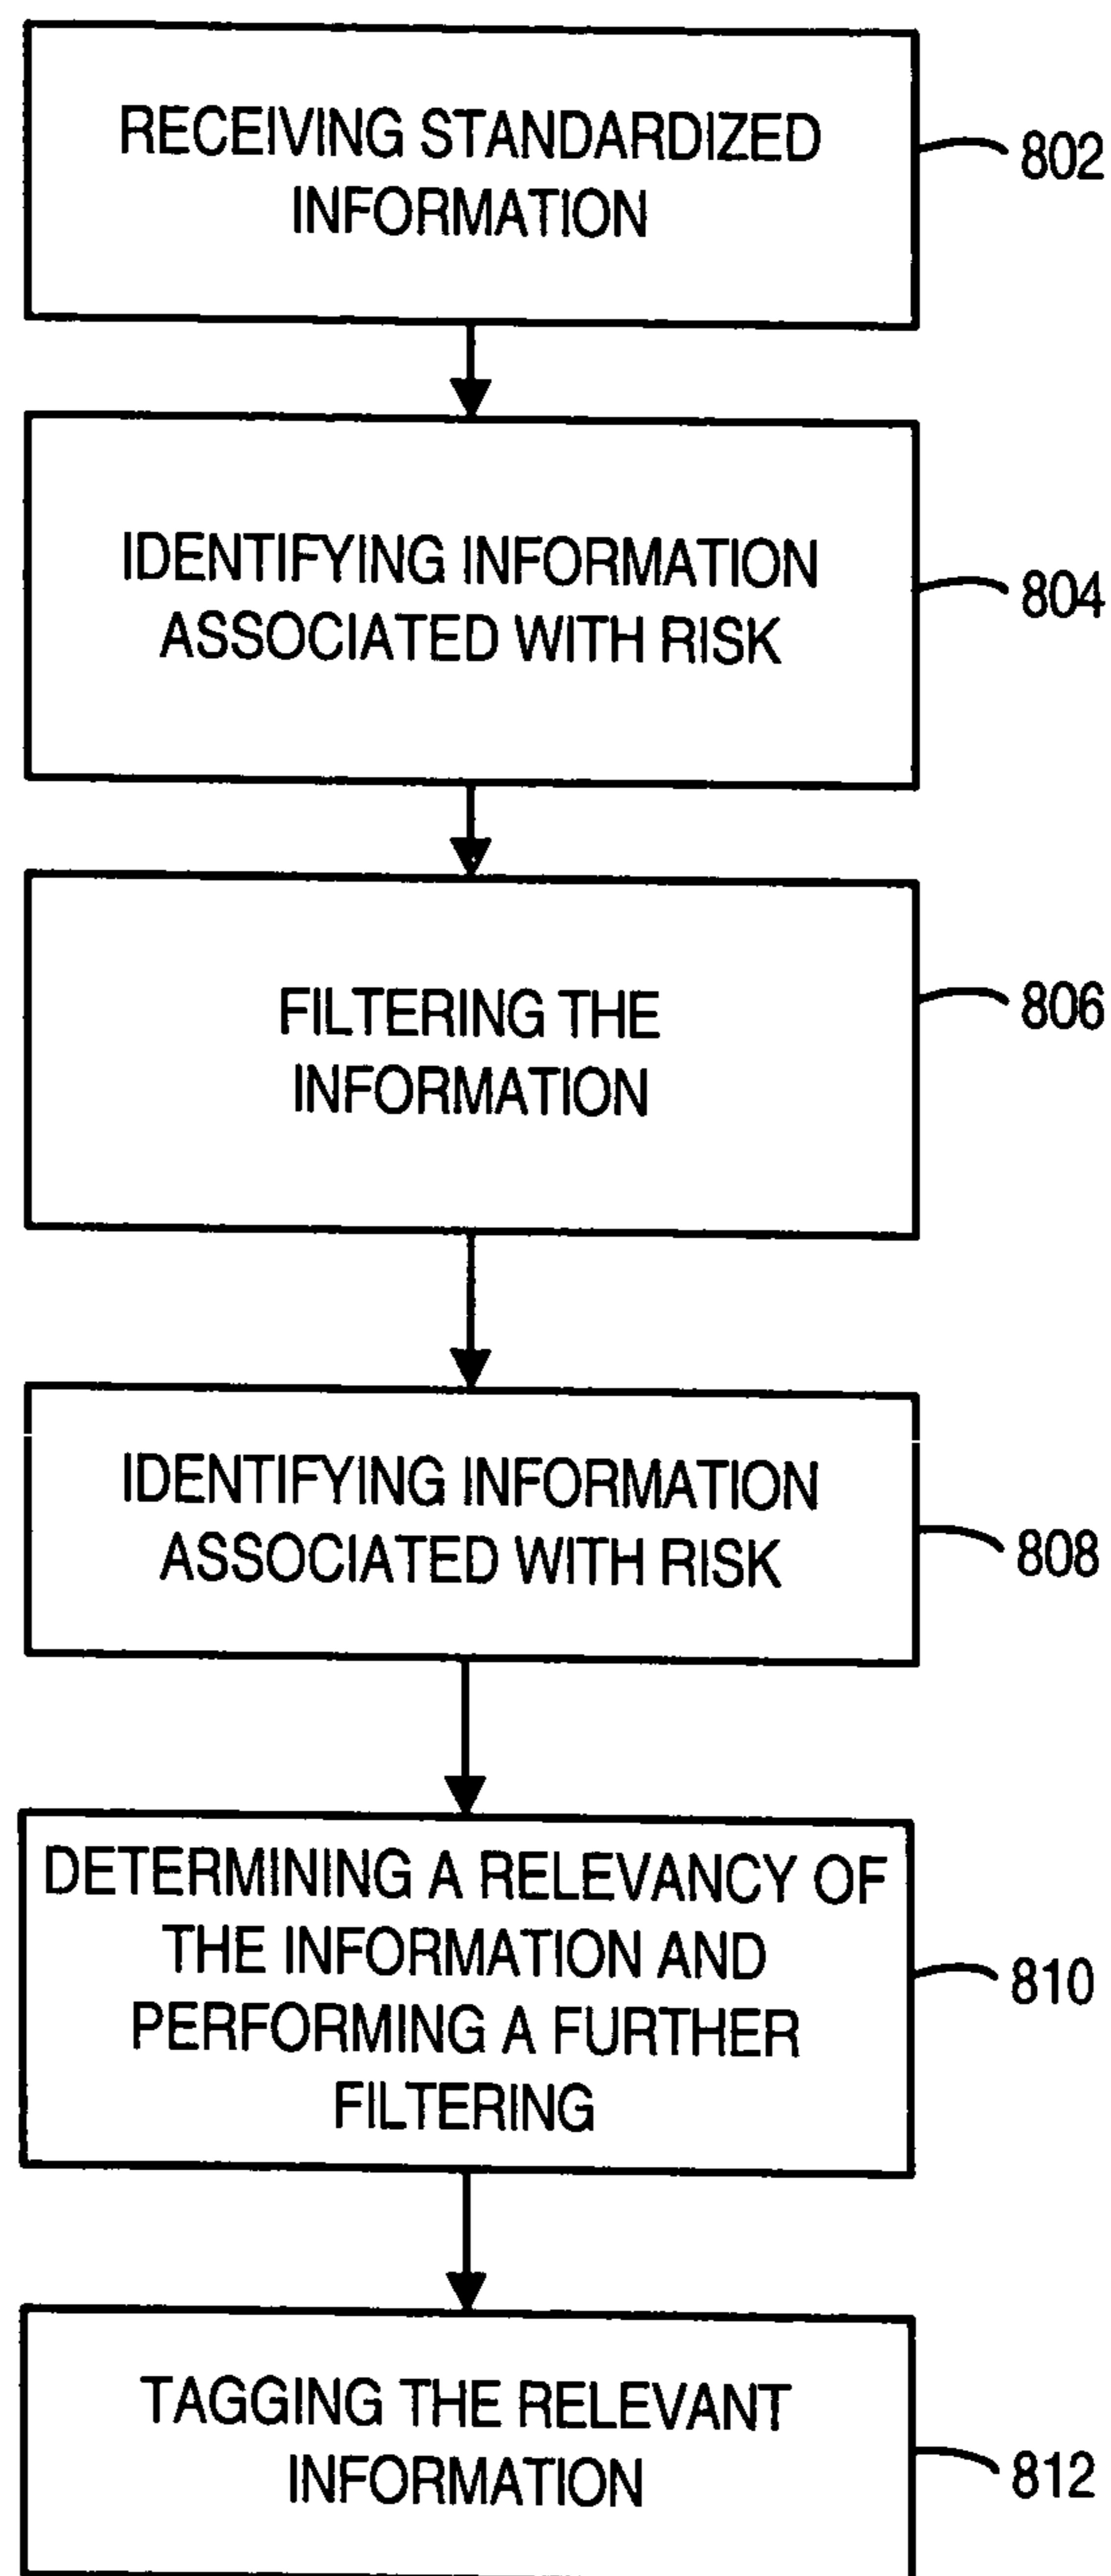 RECEIVING STANDARDIZED
INFORMATION
802
IDENTIFYING INFORMATION
ASSOCIATED WITH RISK
804
FILTERING THE
INFORMATION
806
IDENTIFYING INFORMATION
ASSOCIATED WITH RISK
808
DETERMINING A RELEVANCY OF
THE INFORMATION AND
PERFORMING A FURTHER
FILTERING
810
TAGGING THE RELEVANT
INFORMATION
812